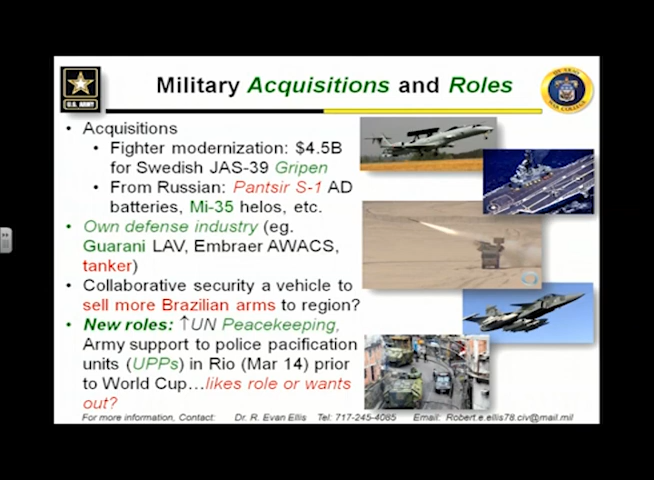 Military Acquisitions and Roles
U.S. ARMY
• Acquisitions
• Fighter modernization: $4.5B
for Swedish JAS-39 Gripen
• From Russian: Pantsir S-1 AD
batteries, Mi-35 helos, etc.
• Own defense industry (eg.
Guarani LAV, Embraer AWACS,
tanker)
• Collaborative security a vehicle to
sell more Brazilian arms to region?
• New roles: ↑UN Peacekeeping,
Army support to police pacification
units (UPPs) in Rio (Mar 14) prior
to World Cup…likes role or wants
out?
For more information, Contact: Dr. R. Evan Ellis Tel: 717-245-4085 Email: Robert.e.ellis78.civ@mail.mil